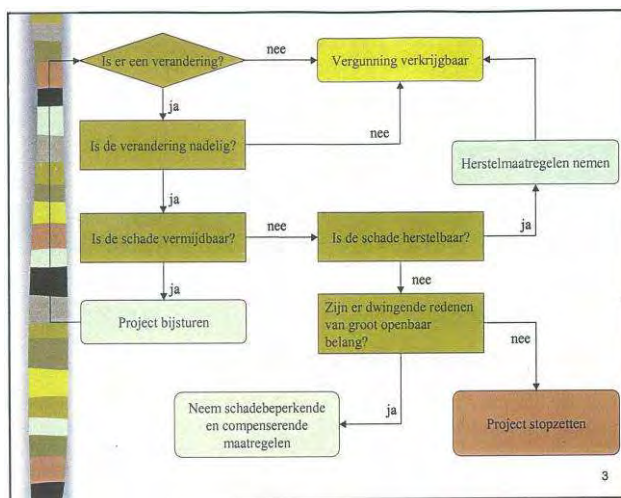 Is er een verandering?
nee
Vergunning verkrijgbaar
ja
Is de verandering nadelig?
nee
Herstelmaatregelen nemen
ja
Is de schade vermijdbaar?
nee
Is de schade herstelbaar?
ja
ja
nee
Project bijsturen
Zijn er dwingende redenen
van groot openbaar
belang?
nee
ja
Neem schadebeperkende
en compenserende
maatregelen
Project stopzetten
3